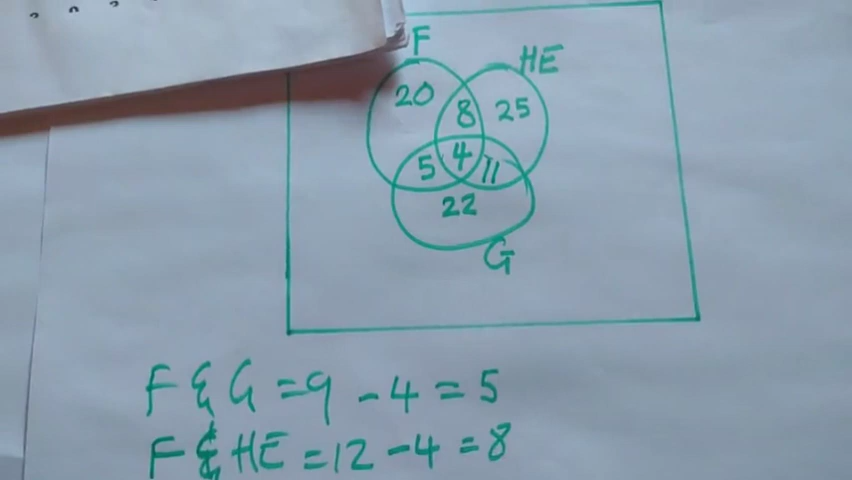 F
HE
20
8
25
5
4
11
22
G
F & G = 9 - 4 = 5
F & HE = 12 - 4 = 8